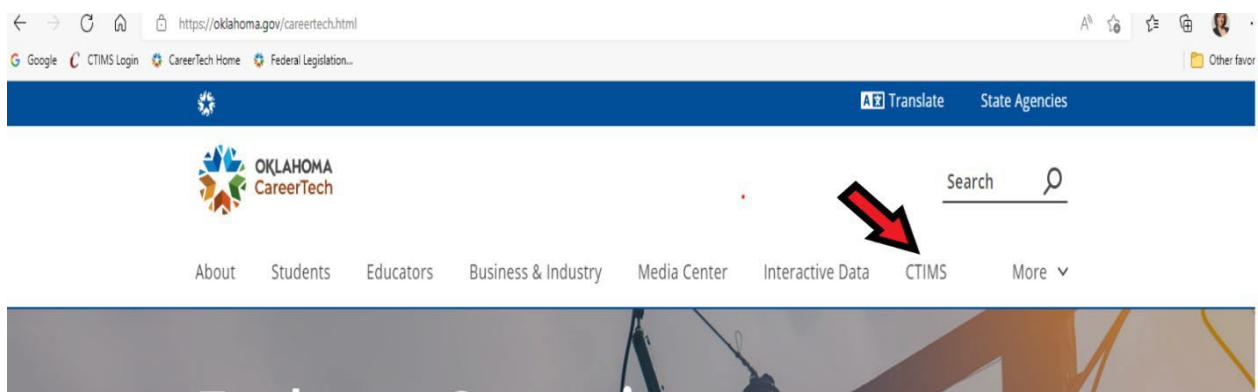 https://oklahoma.gov/careertech.html
Google CTIMS Login CareerTech Home Federal Legislation... Other favor
Translate State Agencies
OKLAHOMA
CareerTech
Search
About Students Educators Business & Industry Media Center Interactive Data CTIMS More